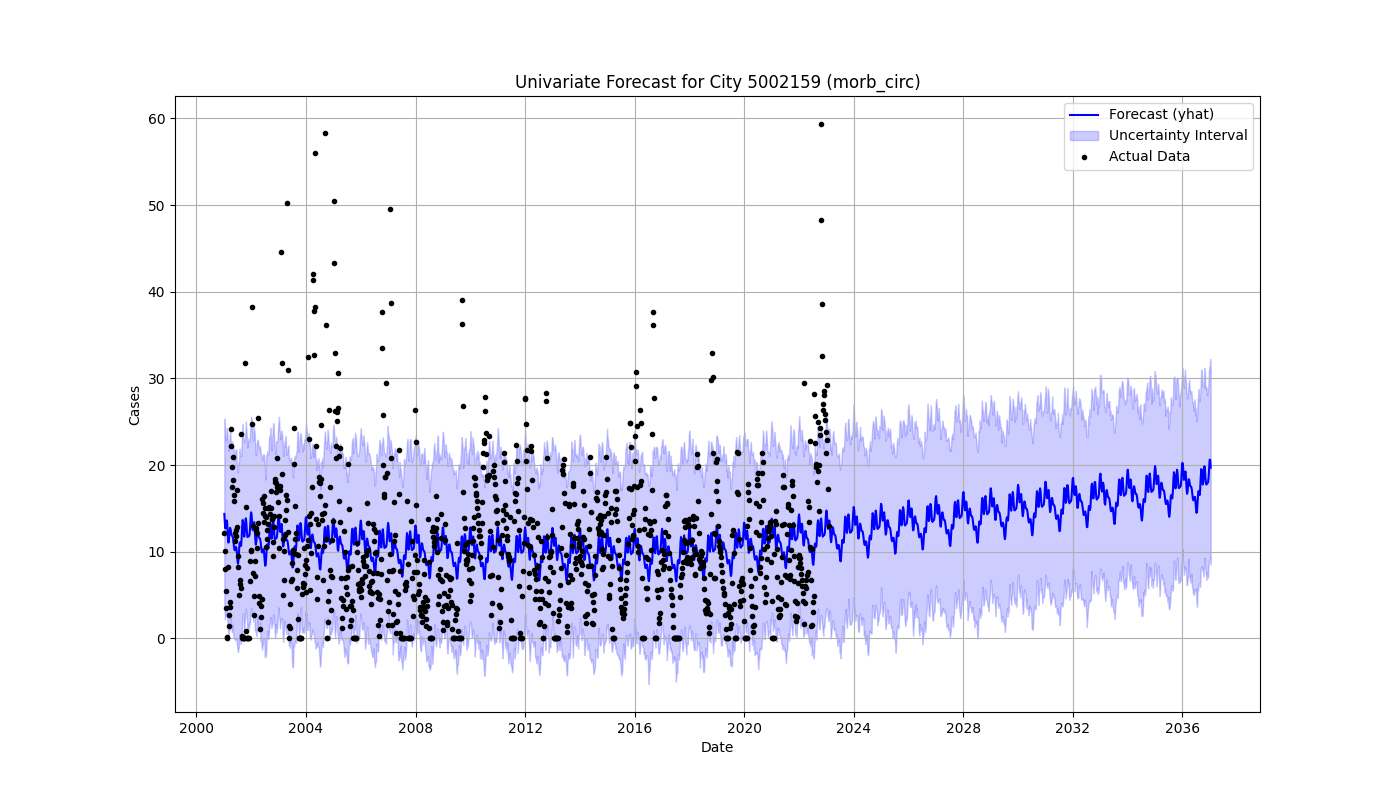 Univariate Forecast for City 5002159 (morb_circ)
Forecast (yhat)
Uncertainty Interval
Actual Data
Cases
60
50
40
30
20
10
0
2000 2004 2008 2012 2016 2020 2024 2028 2032 2036
Date